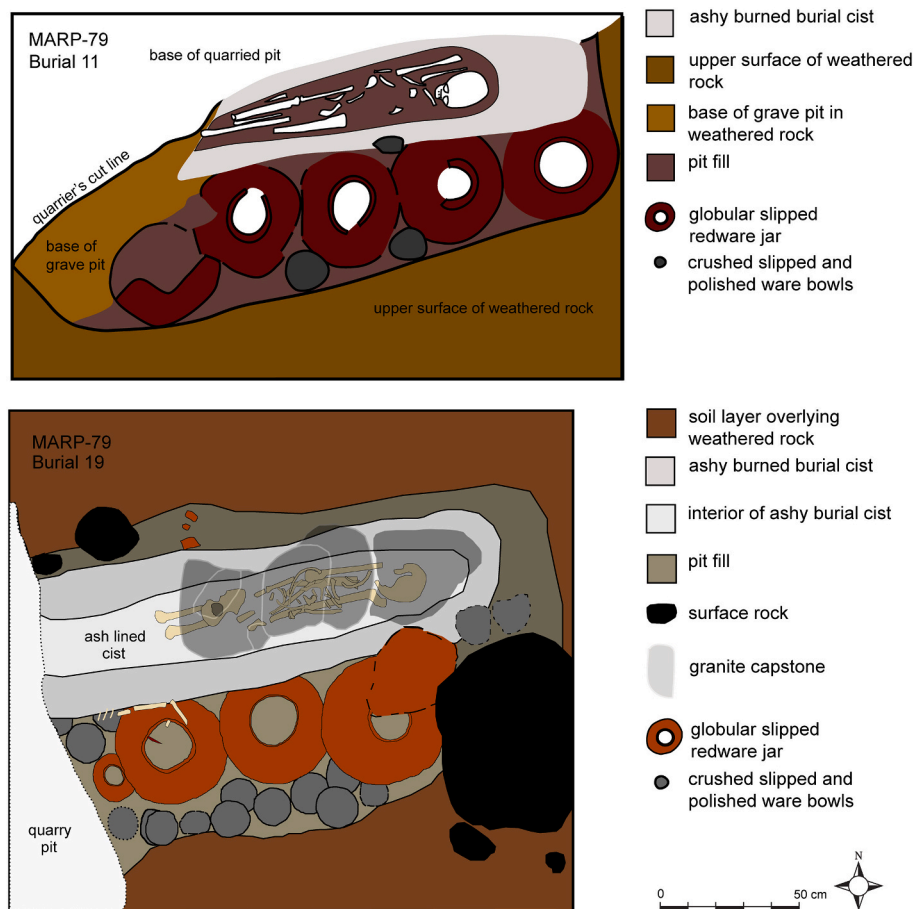 MARP-79
Burial 11
base of quarried pit
quarrier's cut line
base of
grave pit
upper surface of weathered rock
ashy burned burial cist
upper surface of weathered
rock
base of grave pit in
weathered rock
pit fill
globular slipped
redware jar
crushed slipped and
polished ware bowls
MARP-79
Burial 19
ash lined
cist
quarry
pit
soil layer overlying
weathered rock
ashy burned burial cist
interior of ashy burial cist
pit fill
surface rock
granite capstone
globular slipped
redware jar
crushed slipped and
polished ware bowls
N
0
50 cm